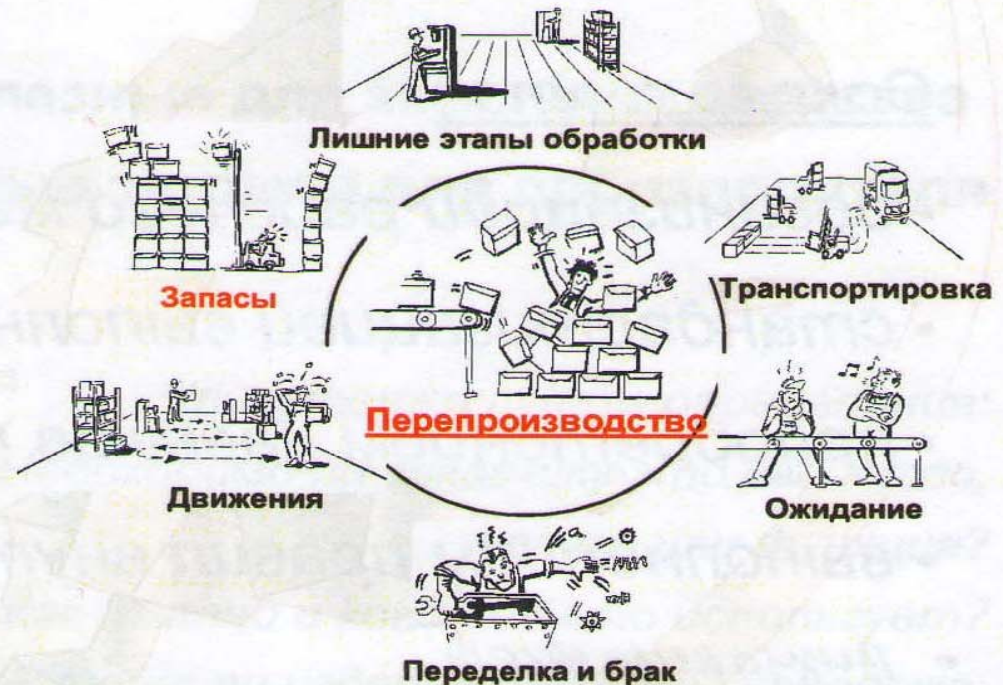 Лишние этапы обработки
Запасы
Транспортировка
Перепроизводство
Движения
Ожидание
Переделка и брак